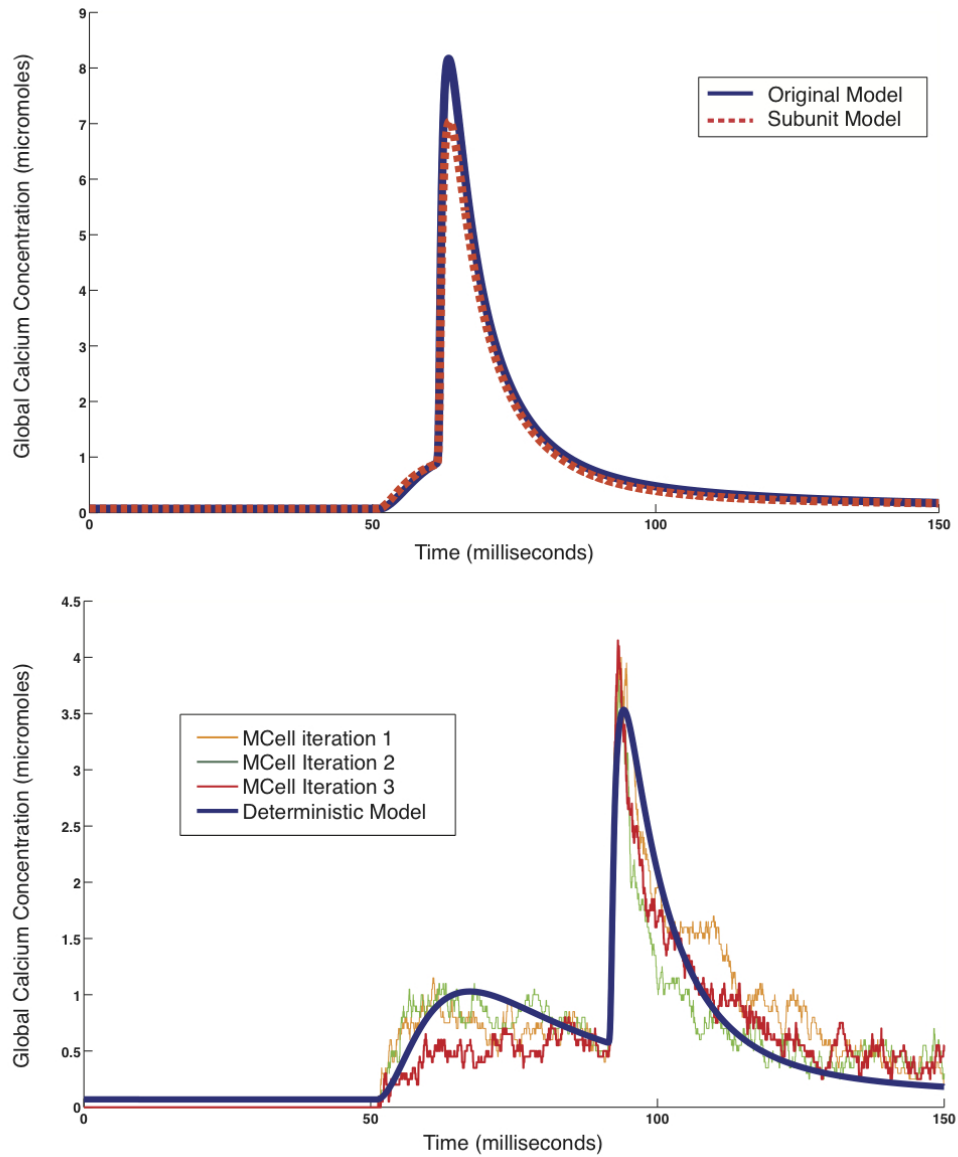 Global Calcium Concentration (micromoles)
9
8
7
6
5
4
3
2
1
0
Original Model
Subunit Model
0
50
100
150
Time (milliseconds)
Global Calcium Concentration (micromoles)
4.5
4
3.5
3
2.5
2
1.5
1
0.5
0
MCell iteration 1
MCell Iteration 2
MCell Iteration 3
Deterministic Model
0
50
100
150
Time (milliseconds)